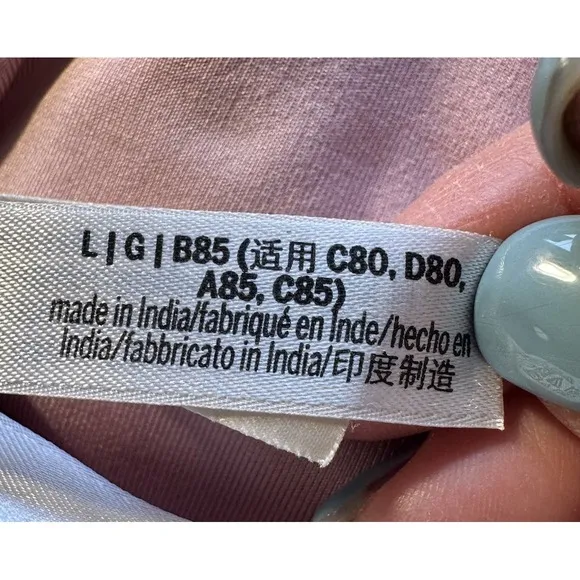 L | G | B85 (适用 C80, D80,
A85, C85)
made in India/fabriqué en Inde/hecho en
India/fabbricato in India/印度制造